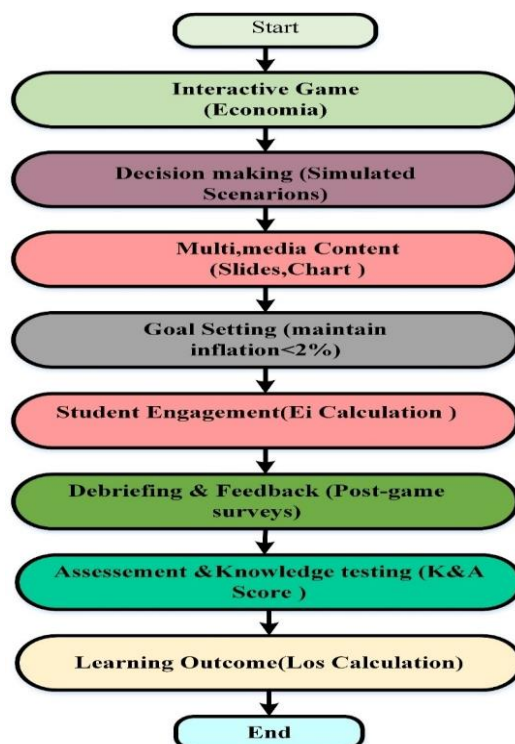 Start
Interactive Game
(Economia)
Decision making (Simulated
Scenarions)
Multi,media Content
(Slides,Chart )
Goal Setting (maintain
inflation<2%)
Student Engagement(Ei Calculation )
Debriefing & Feedback (Post-game
surveys)
Assessement &Knowledge testing (K&A
Score )
Learning Outcome(Los Calculation)
End